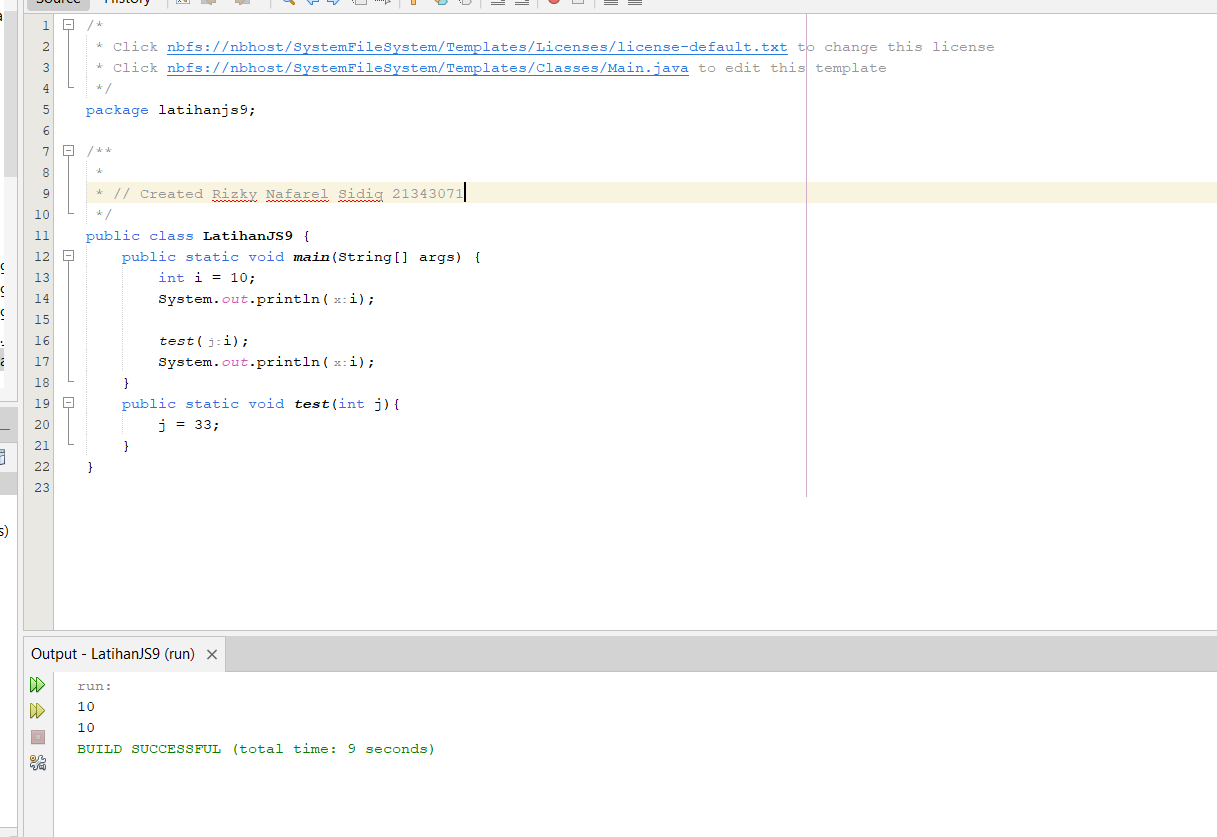 Source History
1 /*
2 * Click nbfs://nbhost/SystemFileSystem/Templates/Licenses/license-default.txt to change this license
3 * Click nbfs://nbhost/SystemFileSystem/Templates/Classes/Main.java to edit this template
4 */
5 package latihanjs9;
6
7 /**
8 *
9 * // Created Rizky Nafarel Sidiq 21343071
10 */
11 public class LatihanJS9 {
12 public static void main(String[] args) {
13 int i = 10;
14 System.out.println( x:i);
15
16 test( j:i);
17 System.out.println( x:i);
18 }
19 public static void test(int j){
20 j = 33;
21 }
22 }
23
s)
Output - LatihanJS9 (run)
run:
10
10
BUILD SUCCESSFUL (total time: 9 seconds)